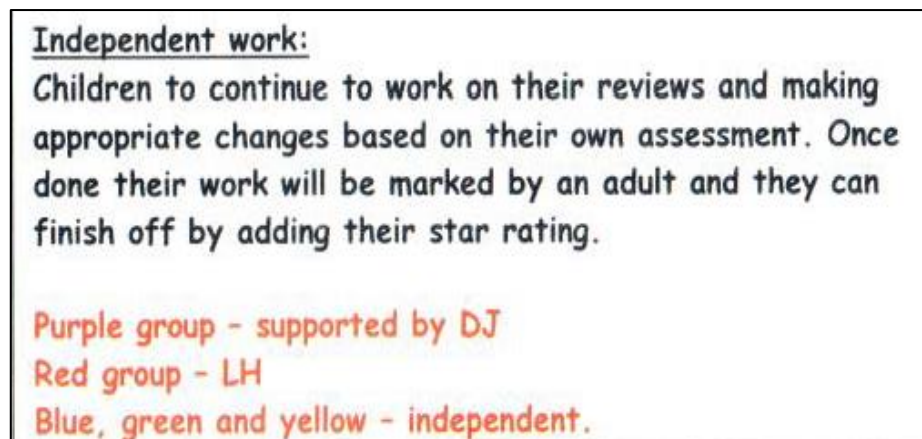 Independent work:
Children to continue to work on their reviews and making
appropriate changes based on their own assessment. Once
done their work will be marked by an adult and they can
finish off by adding their star rating.
Purple group - supported by DJ
Red group - LH
Blue, green and yellow - independent.